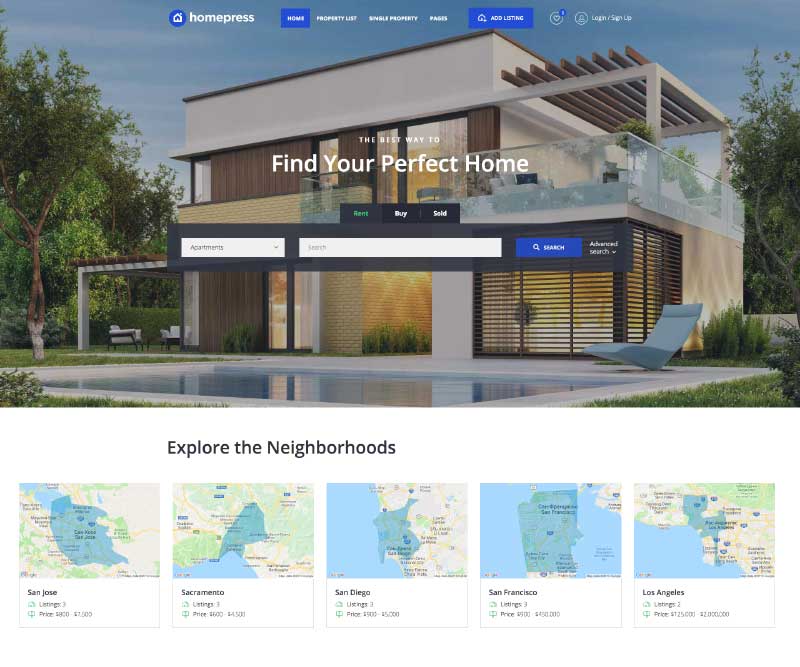 homepress
HOME
PROPERTY LIST
SINGLE PROPERTY
PAGES
ADD LISTING
Login / Sign Up
THE BEST WAY TO
Find Your Perfect Home
Rent
Buy
Sold
Apartments
Search
SEARCH
Advanced
search
Explore the Neighborhoods
San Jose
Listings: 3
Price: $800 - $7,500
Sacramento
Listings: 3
Price: $600 - $4,500
San Diego
Listings: 3
Price: $900 - $5,000
San Francisco
Listings: 3
Price: $900 - $450,000
Los Angeles
Listings: 2
Price: $125,000 - $2,000,000